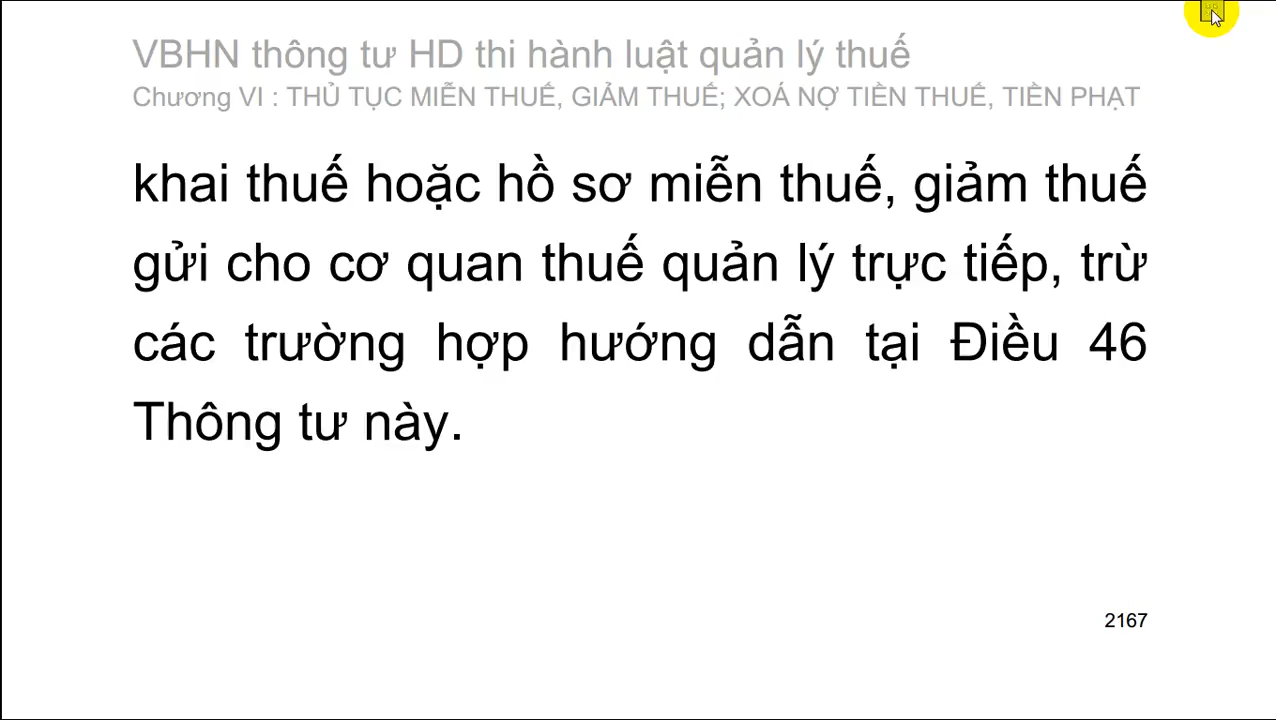 VBHN thông tư HD thi hành luật quản lý thuế
Chương VI : THỦ TỤC MIỄN THUẾ, GIẢM THUẾ; XOÁ NỢ TIỀN THUẾ, TIỀN PHẠT
khai thuế hoặc hồ sơ miễn thuế, giảm thuế
gửi cho cơ quan thuế quản lý trực tiếp, trừ
các trường hợp hướng dẫn tại Điều 46
Thông tư này.
2167